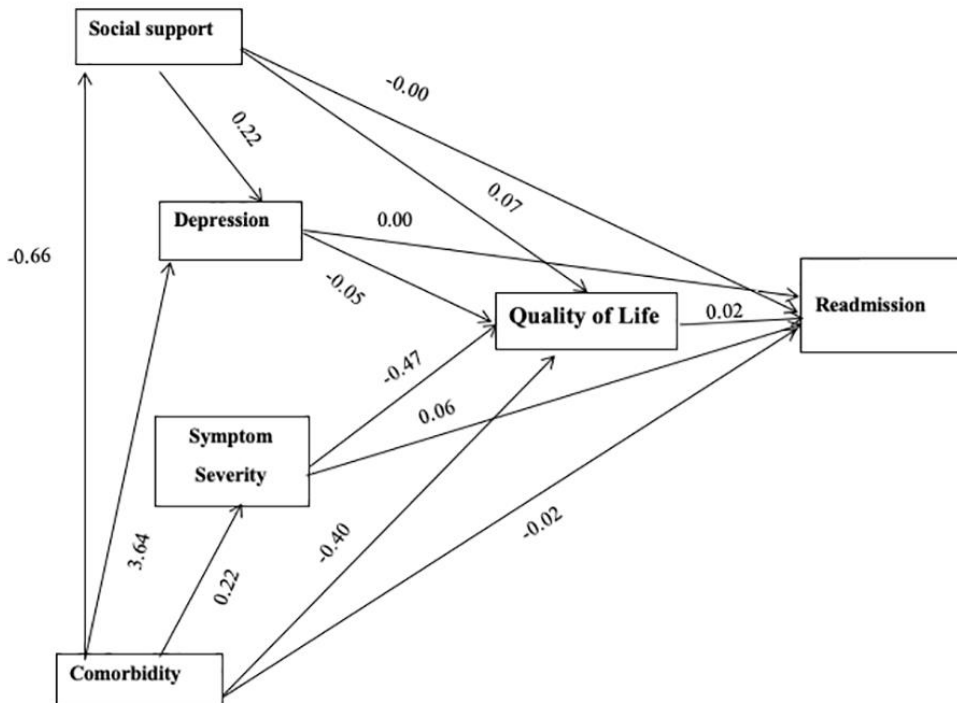 Social support
-0.00
0.22
0.07
Depression
0.00
-0.66
-0.05
Quality of Life
0.02
Readmission
-0.47
0.06
Symptom
Severity
-0.02
-0.40
3.64
0.22
Comorbidity